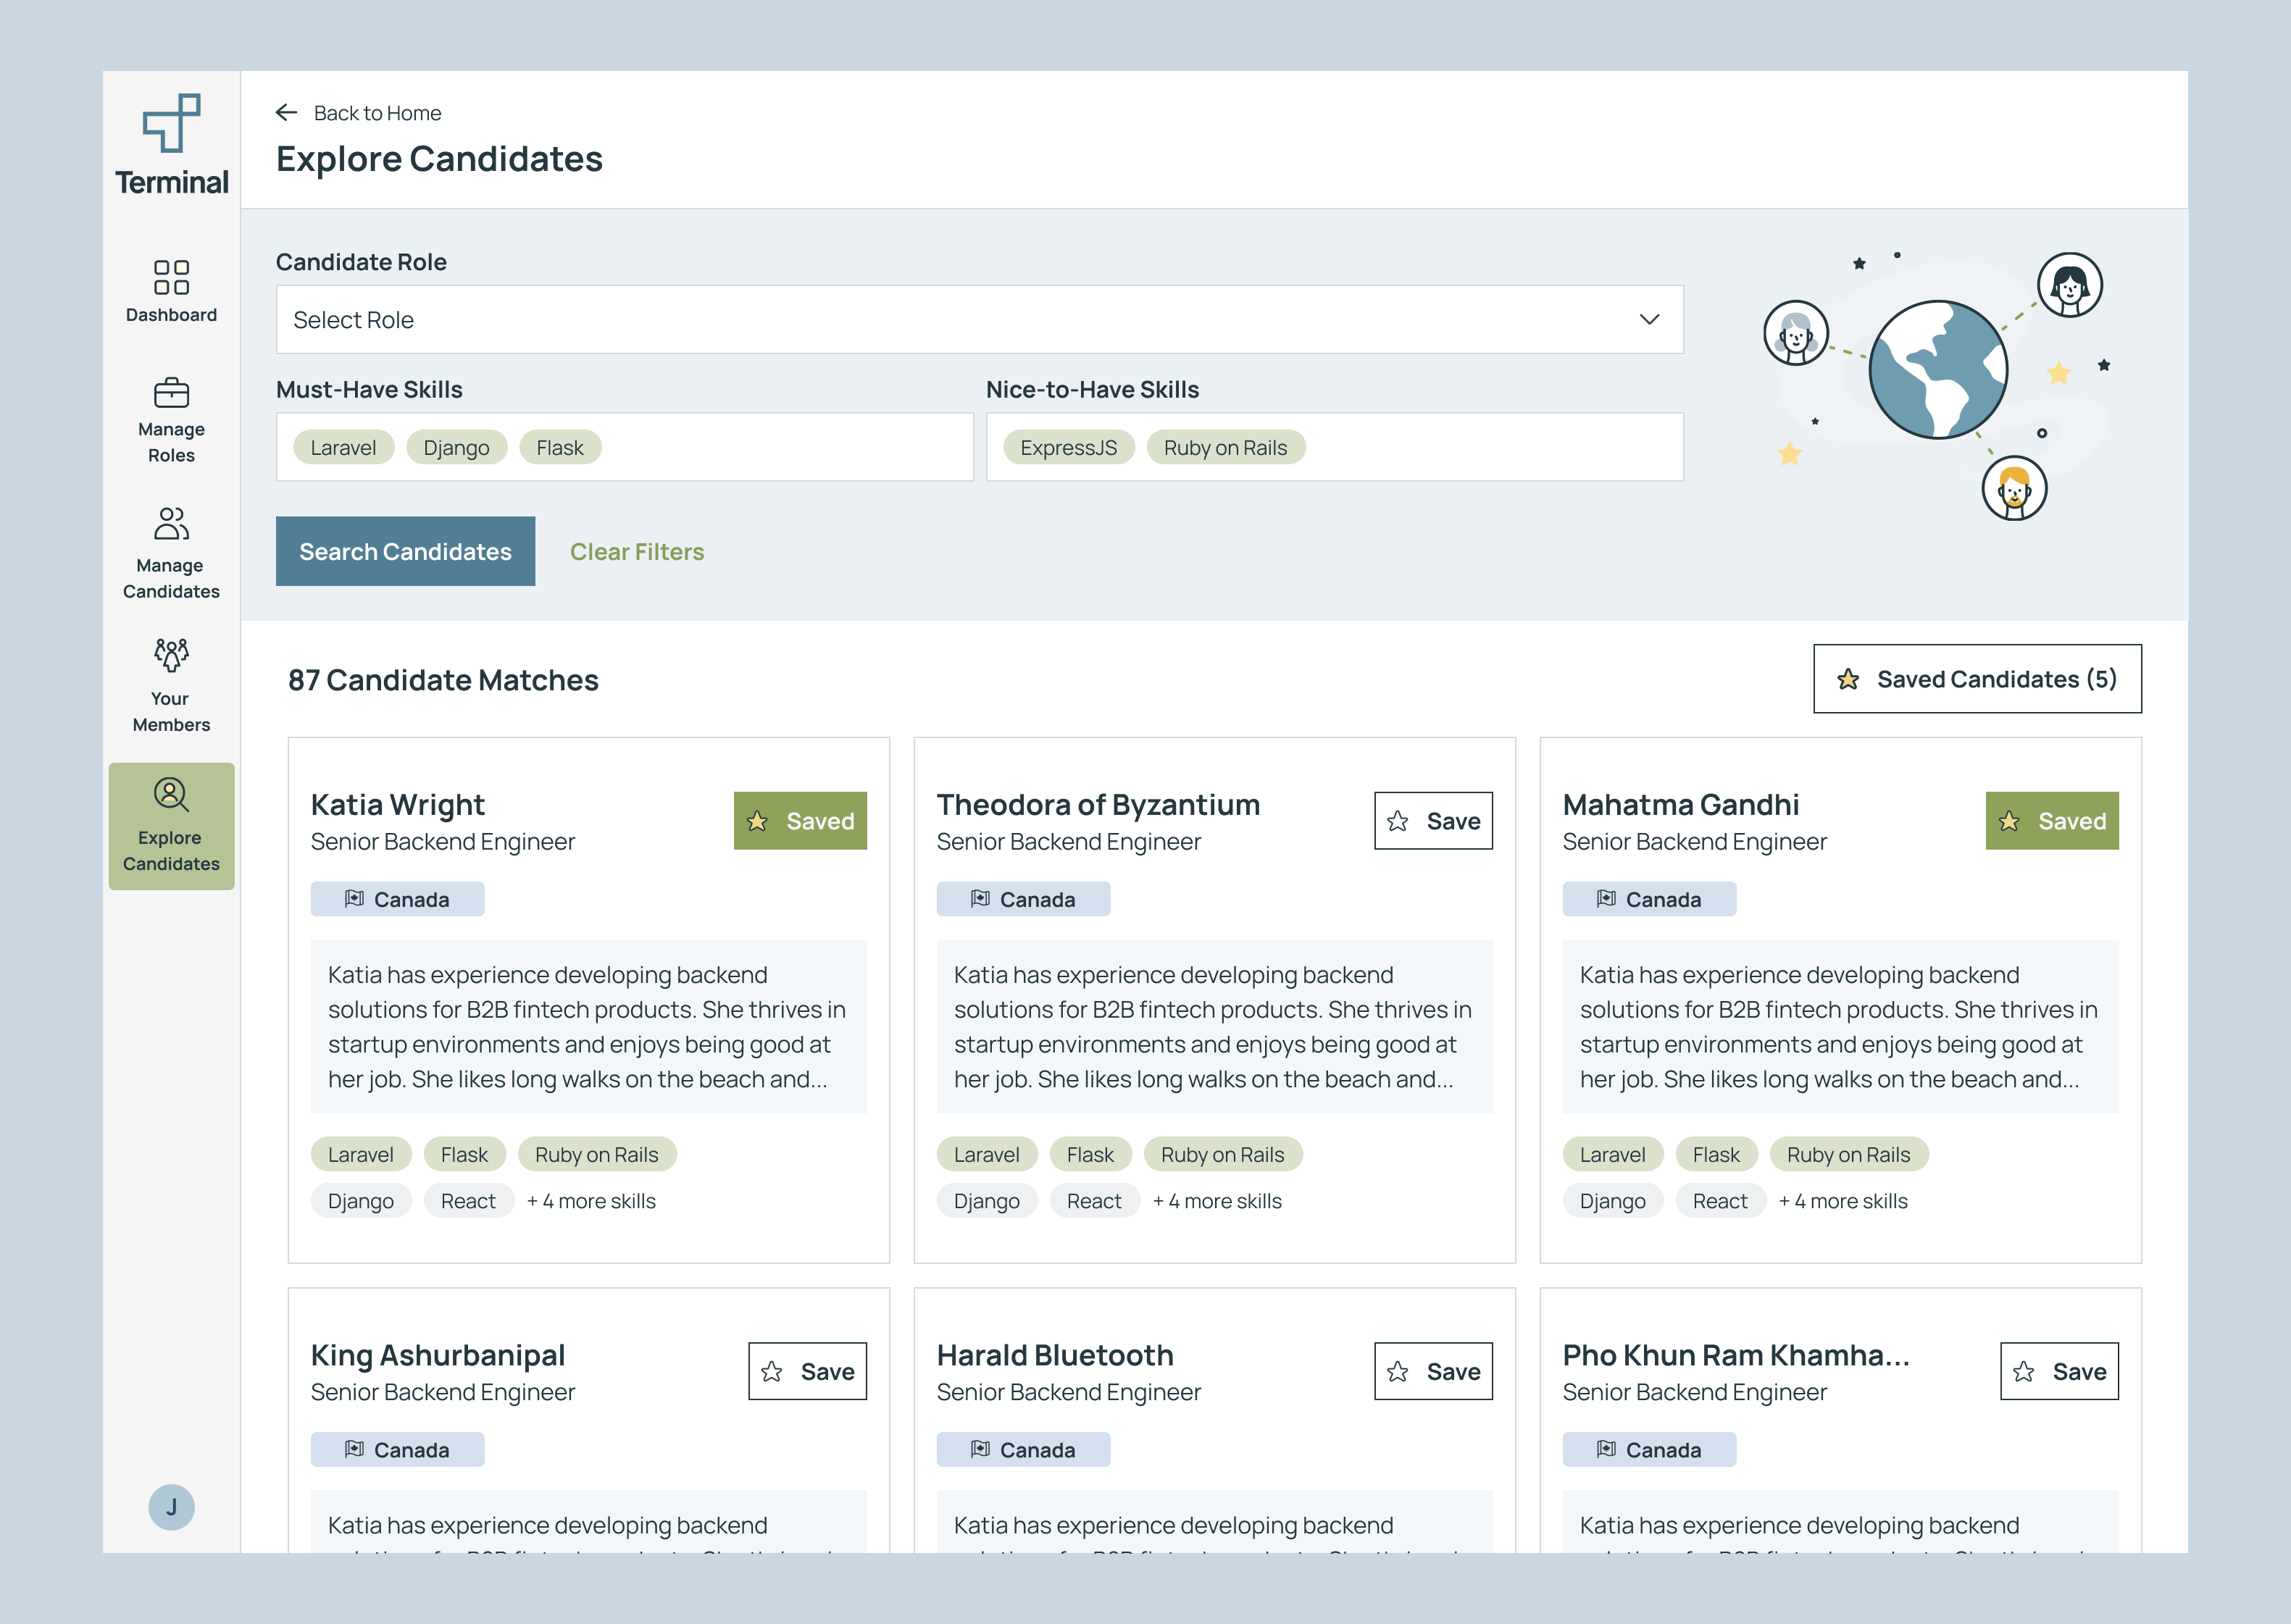 Terminal
Dashboard
Manage
Roles
Manage
Candidates
Your
Members
Explore
Candidates
J
Back to Home
Explore Candidates
Candidate Role
Select Role
Must-Have Skills
Nice-to-Have Skills
Laravel Django Flask
ExpressJS Ruby on Rails
Search Candidates
Clear Filters
87 Candidate Matches
Saved Candidates (5)
Katia Wright
Senior Backend Engineer
Saved
Canada
Katia has experience developing backend
solutions for B2B fintech products. She thrives in
startup environments and enjoys being good at
her job. She likes long walks on the beach and...
Laravel Flask Ruby on Rails
Django React + 4 more skills
Theodora of Byzantium
Senior Backend Engineer
Save
Canada
Katia has experience developing backend
solutions for B2B fintech products. She thrives in
startup environments and enjoys being good at
her job. She likes long walks on the beach and...
Laravel Flask Ruby on Rails
Django React + 4 more skills
Mahatma Gandhi
Senior Backend Engineer
Saved
Canada
Katia has experience developing backend
solutions for B2B fintech products. She thrives in
startup environments and enjoys being good at
her job. She likes long walks on the beach and...
Laravel Flask Ruby on Rails
Django React + 4 more skills
King Ashurbanipal
Senior Backend Engineer
Save
Canada
Katia has experience developing backend
Harald Bluetooth
Senior Backend Engineer
Save
Canada
Katia has experience developing backend
Pho Khun Ram Khamha...
Senior Backend Engineer
Save
Canada
Katia has experience developing backend